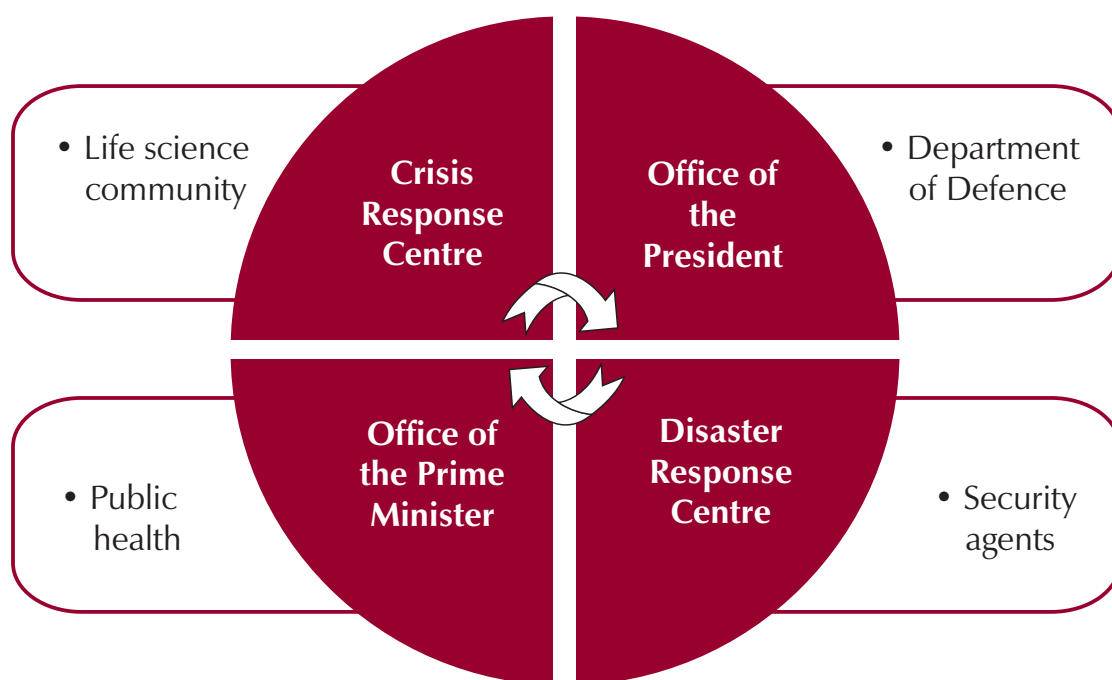 • Life science
community
Crisis
Response
Centre
Office of
the
President
• Department
of Defence
• Public
health
Office of
the Prime
Minister
Disaster
Response
Centre
• Security
agents